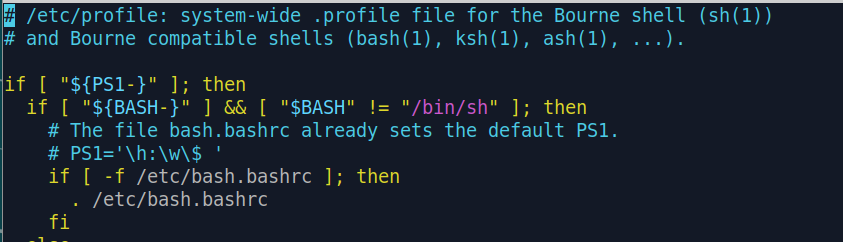 # /etc/profile: system-wide .profile file for the Bourne shell (sh(1))
# and Bourne compatible shells (bash(1), ksh(1), ash(1), ...).

if [ "${PS1-}" ]; then
  if [ "${BASH-}" ] && [ "$BASH" != "/bin/sh" ]; then
    # The file bash.bashrc already sets the default PS1.
    # PS1='\h:\w\$ '
    if [ -f /etc/bash.bashrc ]; then
      . /etc/bash.bashrc
    fi
  else